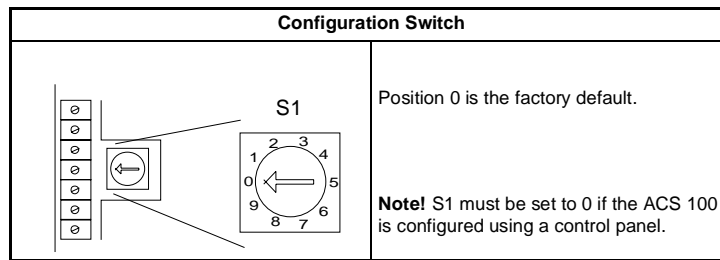 Configuration Switch
S1
0
1
2
3
4
5
6
7
8
9
Position 0 is the factory default.
Note! S1 must be set to 0 if the ACS 100
is configured using a control panel.